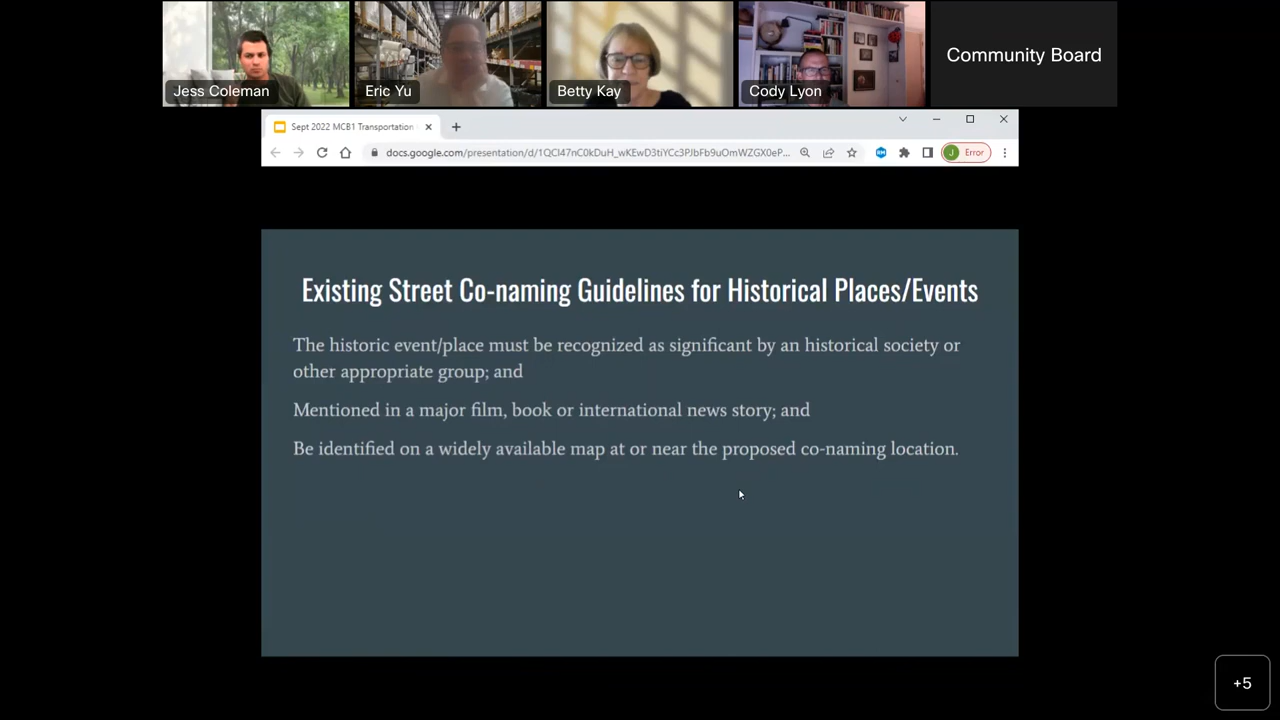 Jess Coleman
Eric Yu
Betty Kay
Cody Lyon
Community Board
Sept 2022 MCB1 Transportation
Error
Existing Street Co-naming Guidelines for Historical Places/Events
The historic event/place must be recognized as significant by an historical society or
other appropriate group; and
Mentioned in a major film, book or international news story; and
Be identified on a widely available map at or near the proposed co-naming location.
+5